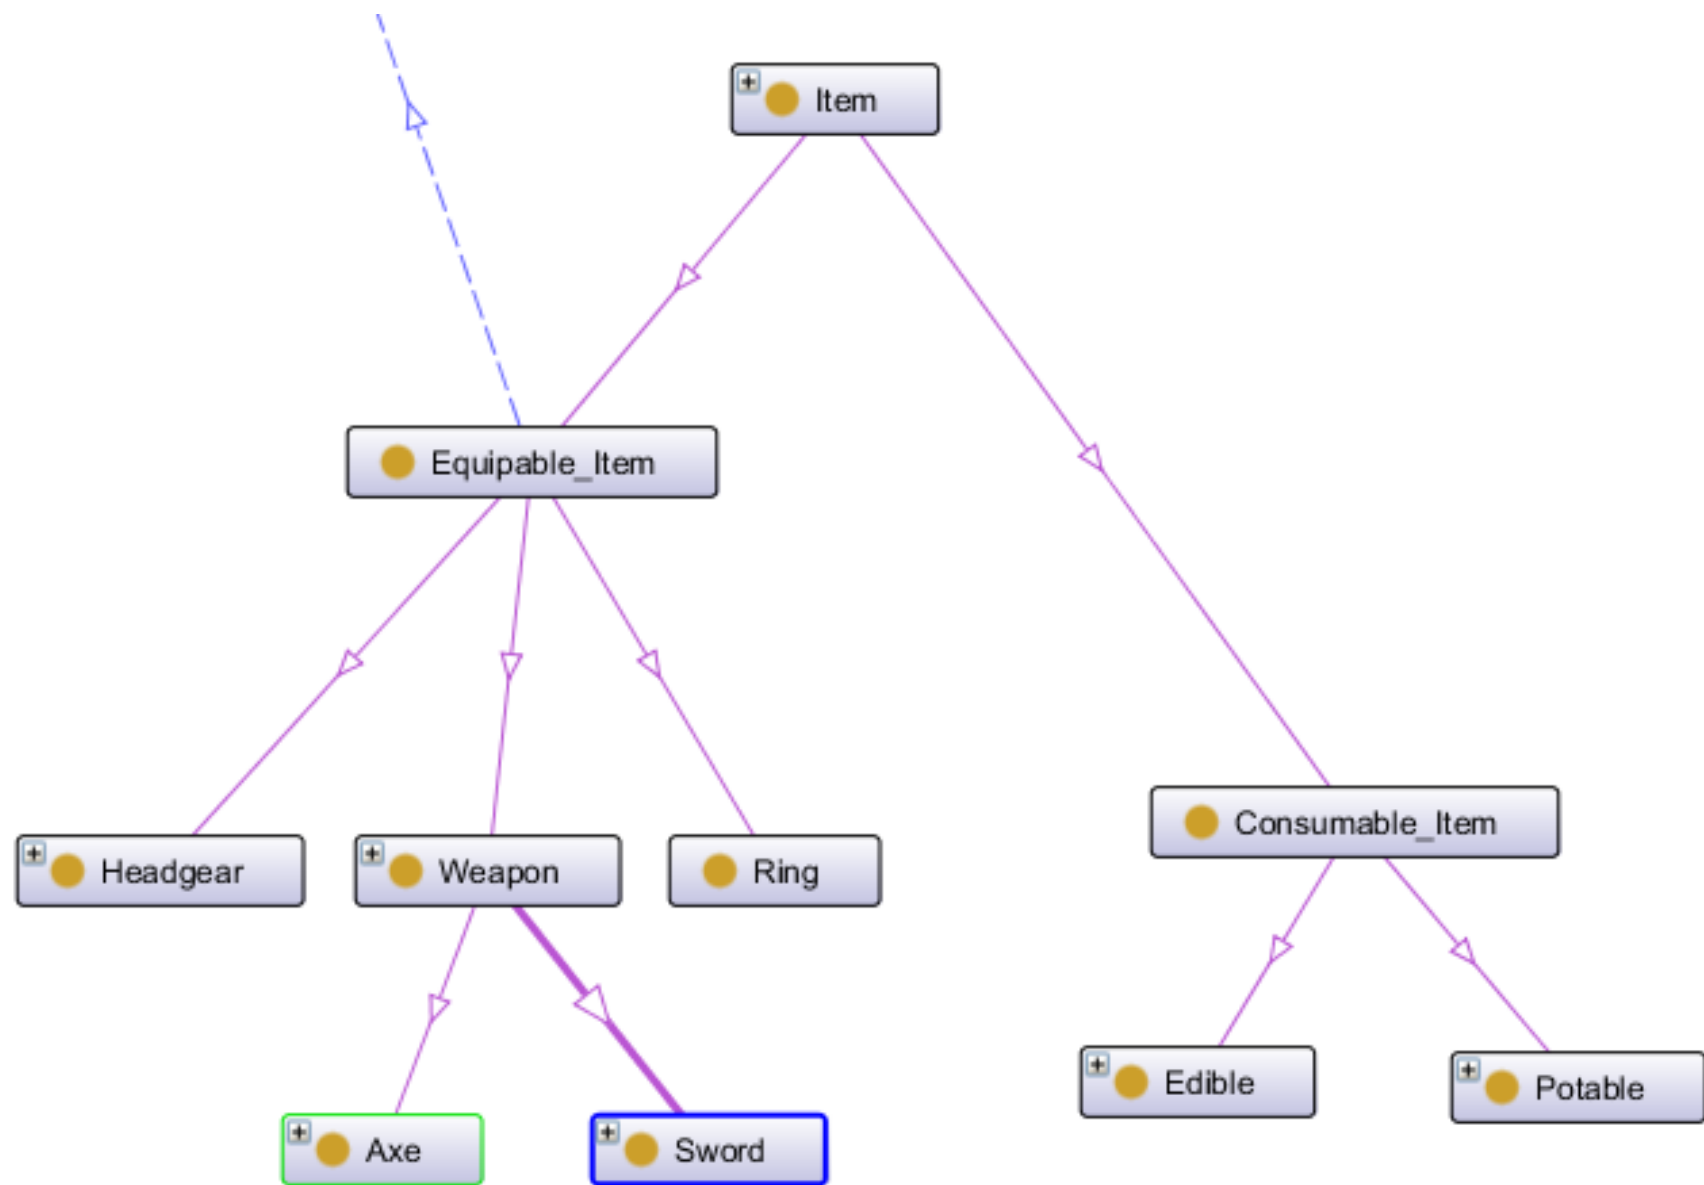 Item
Equipable_Item
Consumable_Item
Headgear
Weapon
Ring
Edible
Potable
Axe
Sword